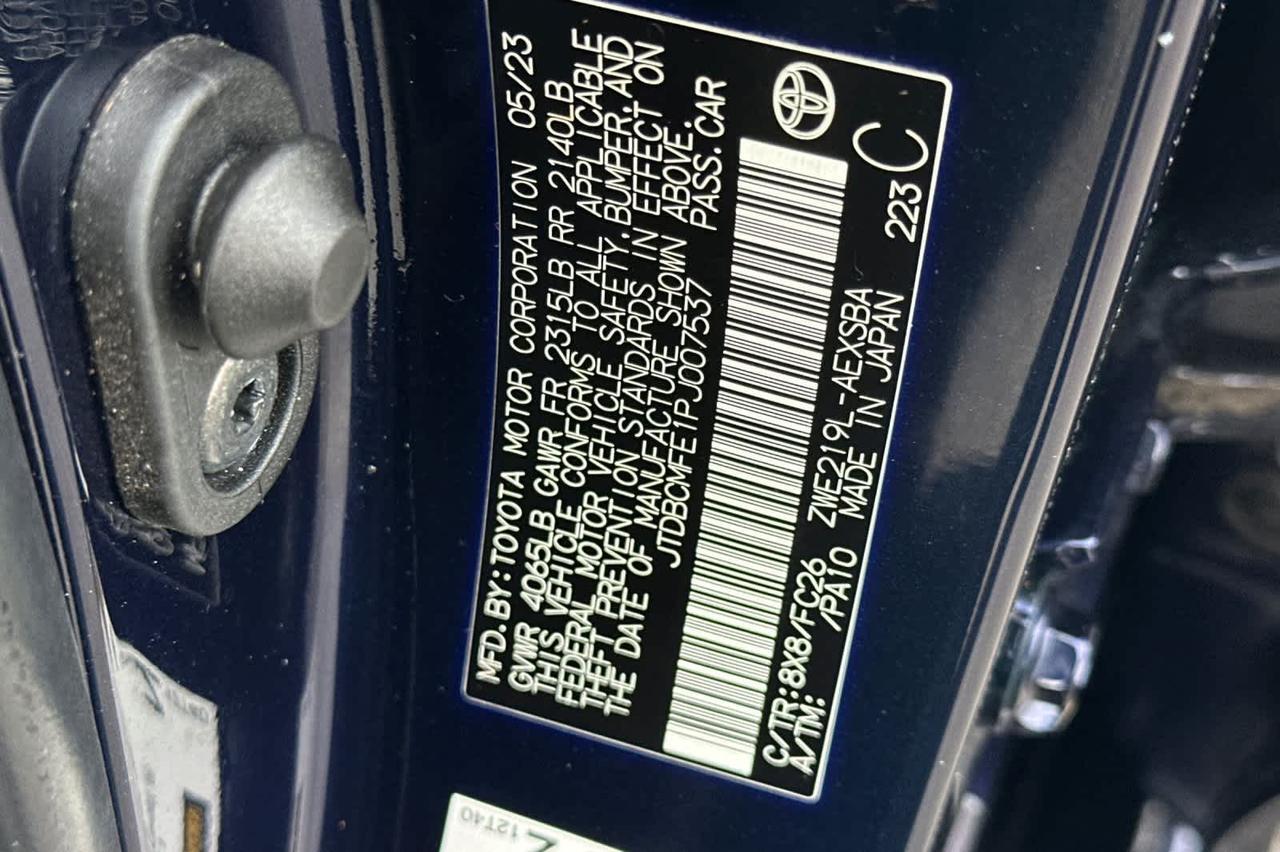 MFD.BY:TOYOTA MOTOR CORPORATION 05/23
GVWR 4065LB GAWR FR 2315LB RR 2140LB
THIS VEHICLE CONFORMS TO ALL APPLICABLE
FEDERAL MOTOR VEHICLE SAFETY,BUMPER,AND
THEFT PREVENTION STANDARDS IN EFFECT ON
THE DATE OF MANUFACTURE SHOWN ABOVE.
JTDBCMFE1PJ007537 PASS.CAR
C/TR:8X8/FC26 ZWE219L-AEXSBA 223 C
A/TM: /PA10 MADE IN JAPAN
12T40